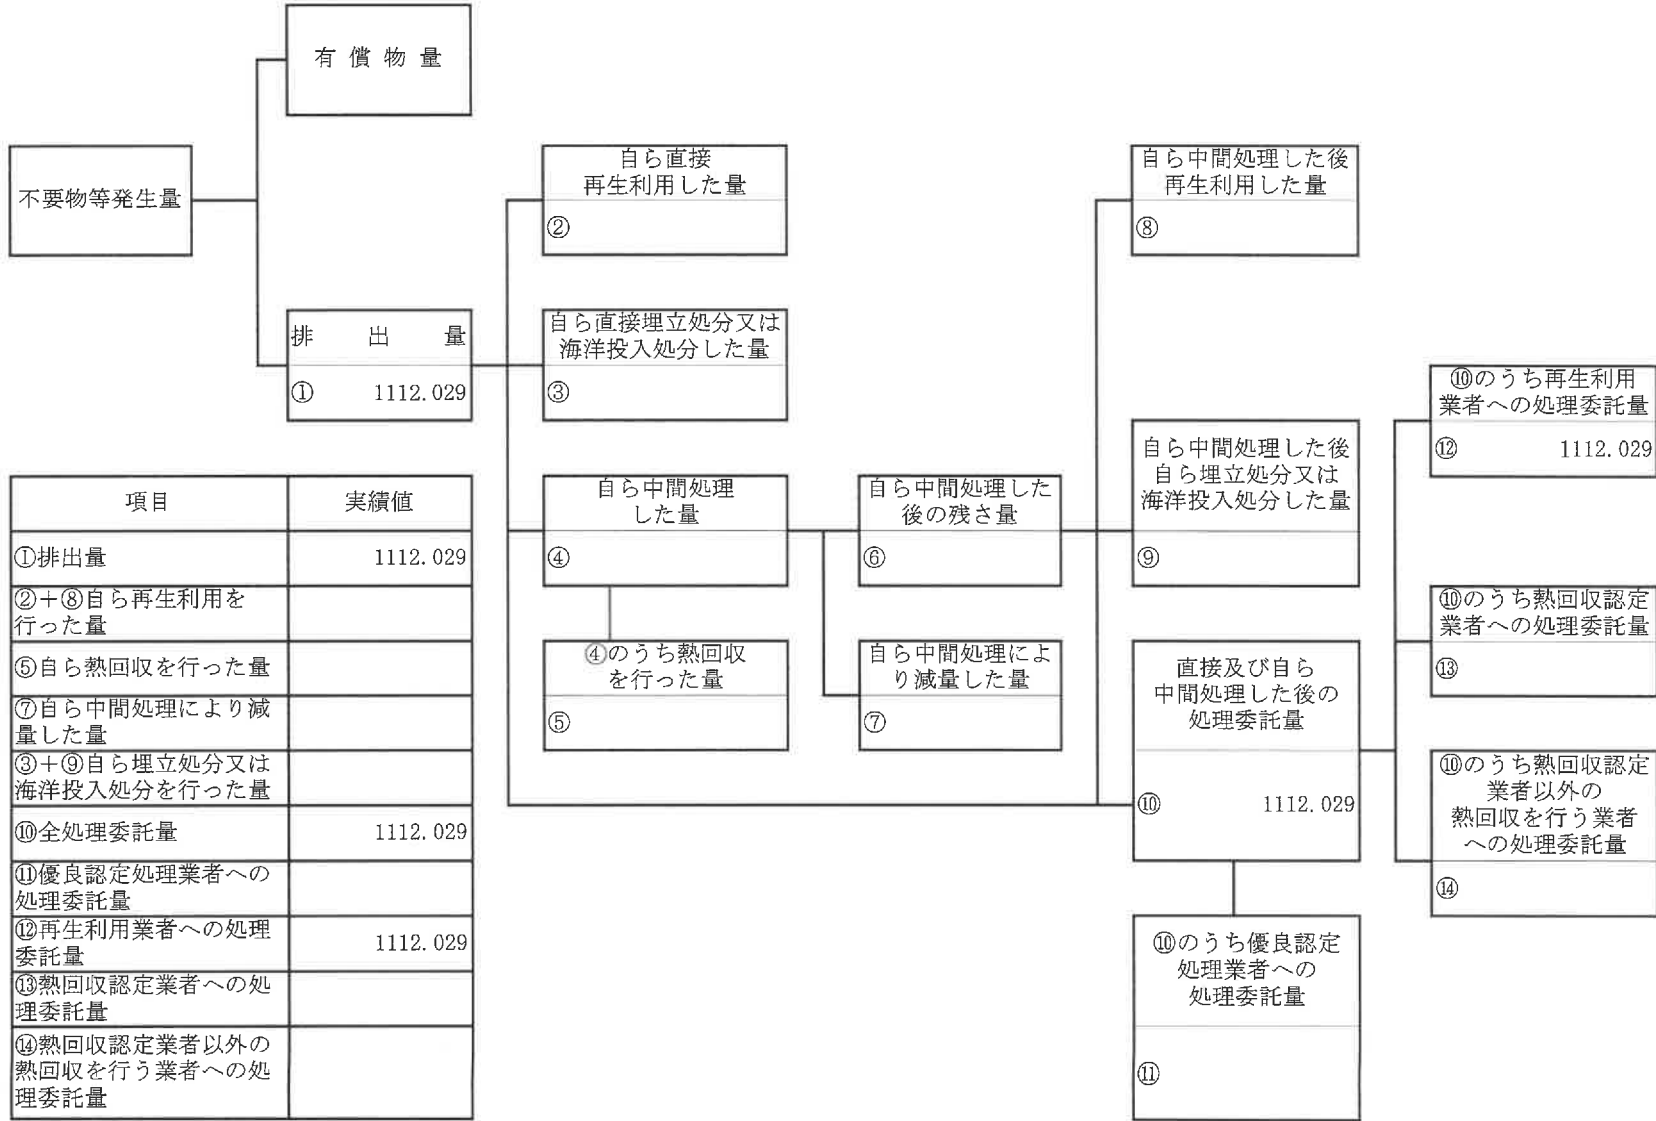 有償物量
不要物等発生量
排出量
① 1112.029
自ら直接
再生利用した量
②
自ら直接埋立処分又は
海洋投入処分した量
③
自ら中間処理
した量
④
④のうち熱回収
を行った量
⑤
自ら中間処理した
後の残さ量
⑥
自ら中間処理によ
り減量した量
⑦
自ら中間処理した後
再生利用した量
⑧
自ら中間処理した後
自ら埋立処分又は
海洋投入処分した量
⑨
直接及び自ら
中間処理した後の
処理委託量
⑩ 1112.029
⑩のうち優良認定
処理業者への
処理委託量
⑪
⑩のうち再生利用
業者への処理委託量
⑫ 1112.029
⑩のうち熱回収認定
業者への処理委託量
⑬
⑩のうち熱回収認定
業者以外の
熱回収を行う業者
への処理委託量
⑭
項目 実績値
①排出量 1112.029
②＋⑧自ら再生利用を
行った量
⑤自ら熱回収を行った量
⑦自ら中間処理により減
量した量
③＋⑨自ら埋立処分又は
海洋投入処分を行った量
⑩全処理委託量 1112.029
⑪優良認定処理業者への
処理委託量
⑫再生利用業者への処理
委託量 1112.029
⑬熱回収認定業者への処
理委託量
⑭熱回収認定業者以外の
熱回収を行う業者への処
理委託量